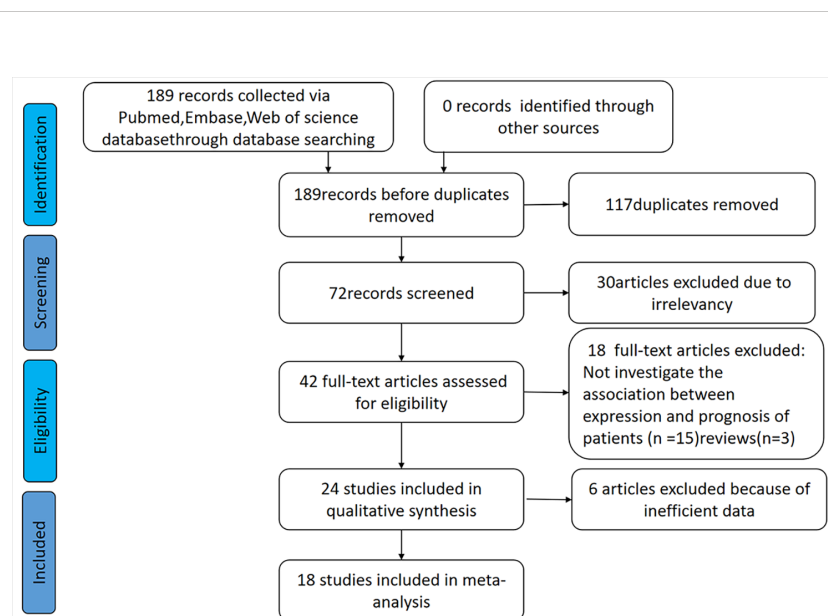 189 records collected via
Pubmed,Embase,Web of science
databasethrough database searching
0 records identified through
other sources
Identification
189records before duplicates
removed
117duplicates removed
Screening
72records screened
30articles excluded due to
irrelevancy
Eligibility
42 full-text articles assessed
for eligibility
18 full-text articles excluded:
Not investigate the
association between
expression and prognosis of
patients (n =15)reviews(n=3)
Included
24 studies included in
qualitative synthesis
6 articles excluded because of
inefficient data
18 studies included in meta-
analysis